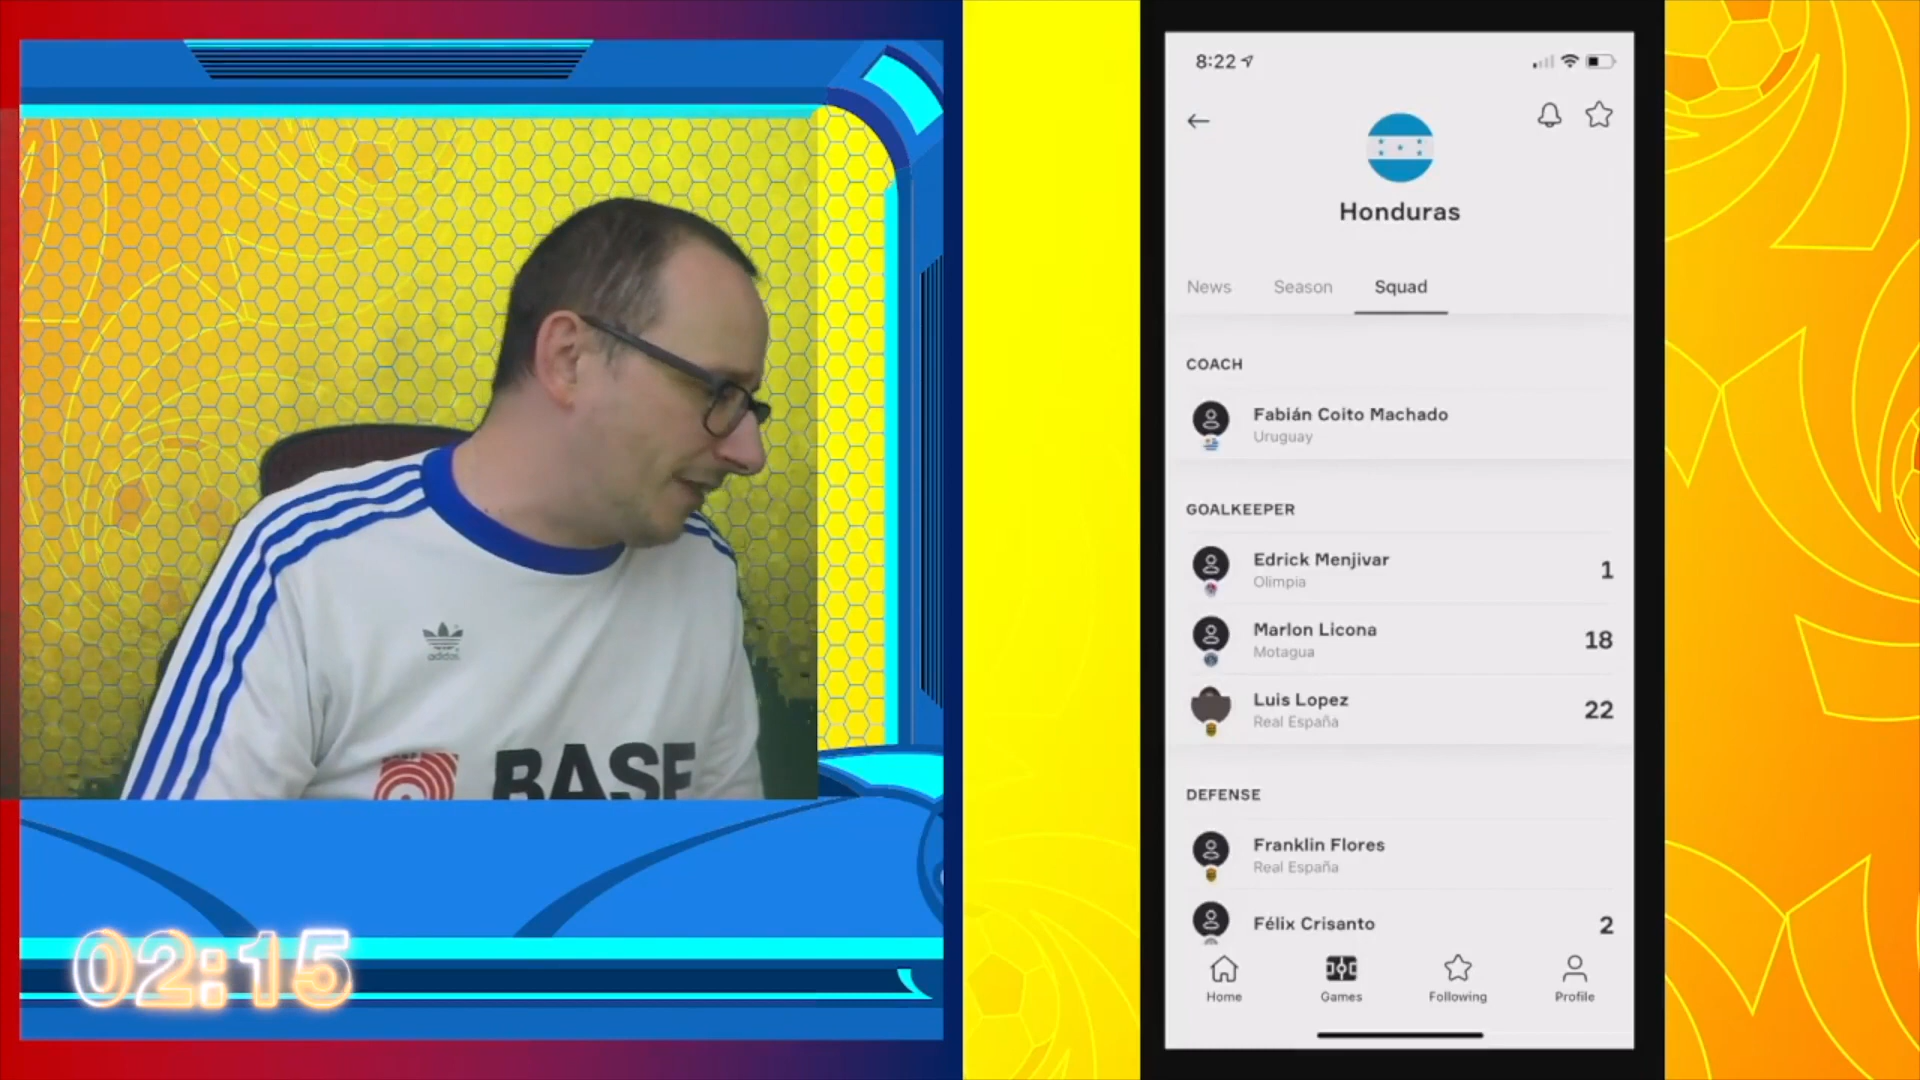 8:22
Honduras
News Season Squad
COACH
Fabián Coito Machado
Uruguay
GOALKEEPER
Edrick Menjivar
Olimpia
1
Marlon Licona
Motagua
18
Luis Lopez
Real España
22
DEFENSE
Franklin Flores
Real España
Félix Crisanto
2
Home Games Following Profile
adidas
BASF
02:15